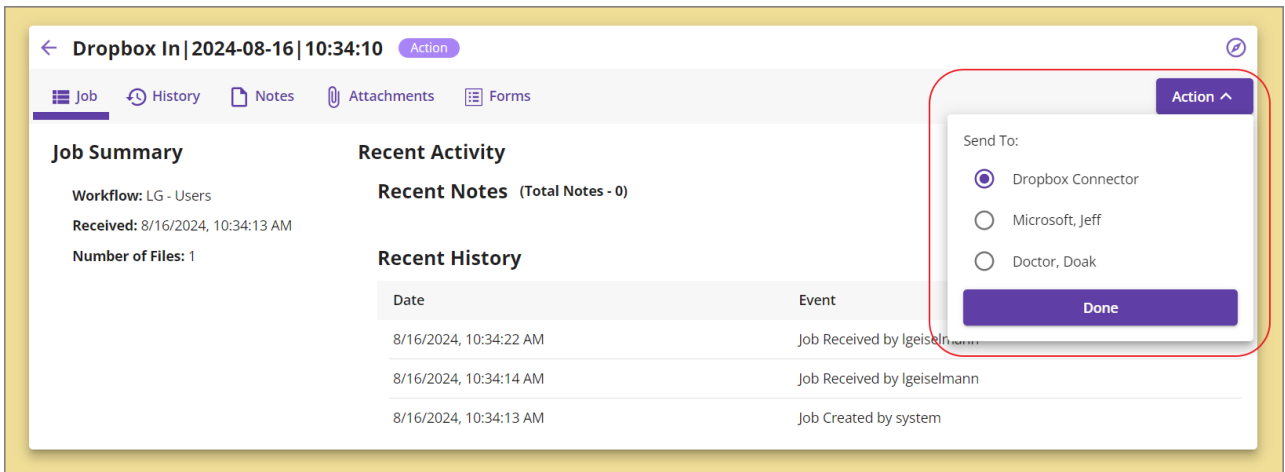 Dropbox In|2024-08-16|10:34:10 Action
Job History Notes Attachments Forms Action
Job Summary
Workflow: LG - Users
Received: 8/16/2024, 10:34:13 AM
Number of Files: 1
Recent Activity
Recent Notes (Total Notes - 0)
Recent History
Date Event
8/16/2024, 10:34:22 AM Job Received by lgeiselmann
8/16/2024, 10:34:14 AM Job Received by lgeiselmann
8/16/2024, 10:34:13 AM Job Created by system
Send To:
Dropbox Connector
Microsoft, Jeff
Doctor, Doak
Done